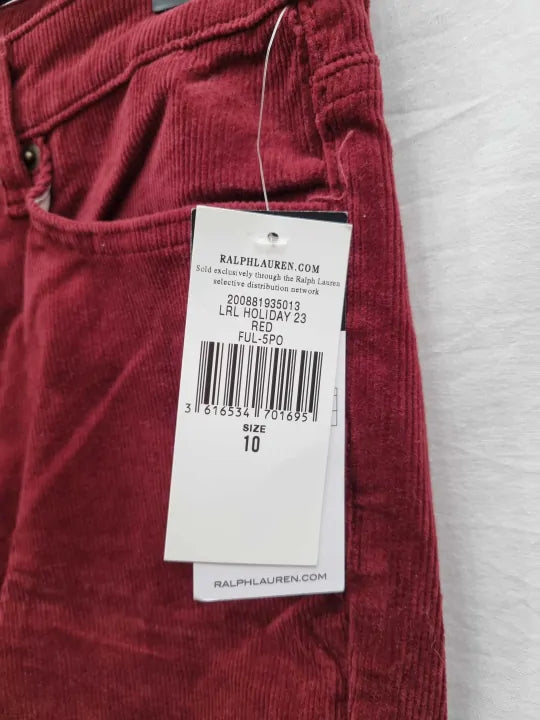 RALPHLAUREN.COM
Sold exclusively through the Ralph Lauren
selective distribution network
200881935013
LRL HOLIDAY 23
RED
FUL-5PO
3 616534 701695
SIZE
10
RALPHLAUREN.COM